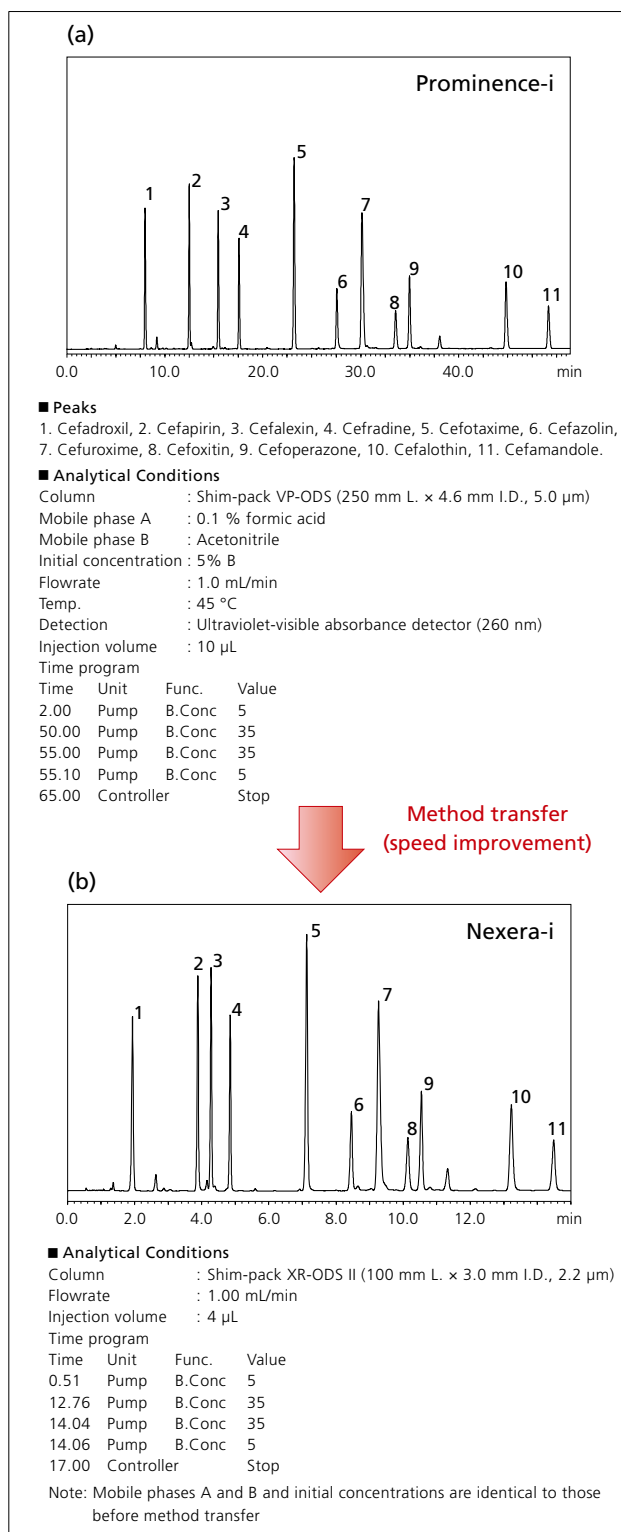 (a)
Prominence-i
1
2
3
4
5
6
7
8
9
10
11
0.0 10.0 20.0 30.0 40.0 min
■ Peaks
1. Cefadroxil, 2. Cefapirin, 3. Cefalexin, 4. Cefradine, 5. Cefotaxime, 6. Cefazolin,
7. Cefuroxime, 8. Cefoxitin, 9. Cefoperazone, 10. Cefalothin, 11. Cefamandole.
■ Analytical Conditions
Column : Shim-pack VP-ODS (250 mm L. × 4.6 mm I.D., 5.0 µm)
Mobile phase A : 0.1 % formic acid
Mobile phase B : Acetonitrile
Initial concentration : 5% B
Flowrate : 1.0 mL/min
Temp. : 45 °C
Detection : Ultraviolet-visible absorbance detector (260 nm)
Injection volume : 10 µL
Time program
Time Unit Func. Value
2.00 Pump B.Conc 5
50.00 Pump B.Conc 35
55.00 Pump B.Conc 35
55.10 Pump B.Conc 5
65.00 Controller Stop
Method transfer
(speed improvement)
(b)
Nexera-i
1
2
3
4
5
6
7
8
9
10
11
0.0 2.0 4.0 6.0 8.0 10.0 12.0 min
■ Analytical Conditions
Column : Shim-pack XR-ODS II (100 mm L. × 3.0 mm I.D., 2.2 µm)
Flowrate : 1.00 mL/min
Injection volume : 4 µL
Time program
Time Unit Func. Value
0.51 Pump B.Conc 5
12.76 Pump B.Conc 35
14.04 Pump B.Conc 35
14.06 Pump B.Conc 5
17.00 Controller Stop
Note: Mobile phases A and B and initial concentrations are identical to those
before method transfer